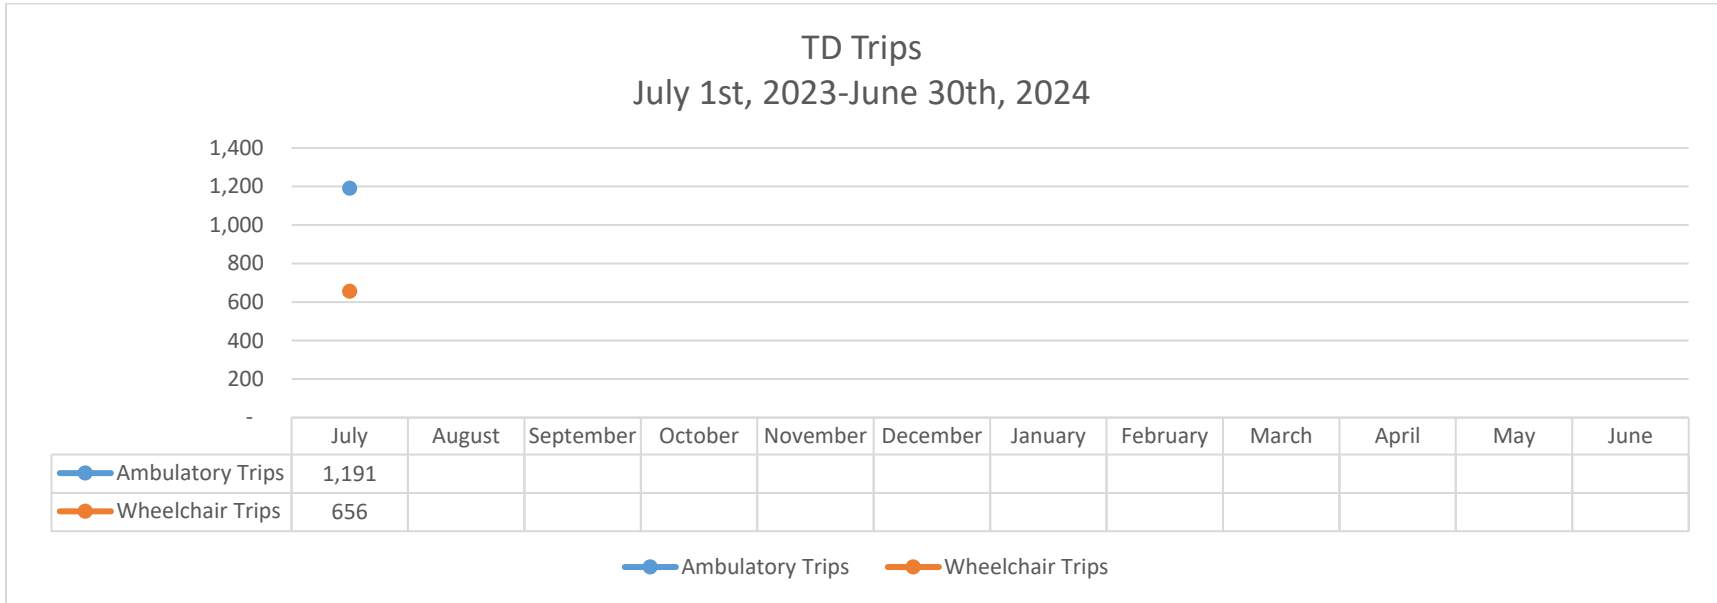 TD Trips
July 1st, 2023-June 30th, 2024
1,400
1,200
1,000
800
600
400
200
-
July August September October November December January February March April May June
Ambulatory Trips 1,191
Wheelchair Trips 656
Ambulatory Trips Wheelchair Trips